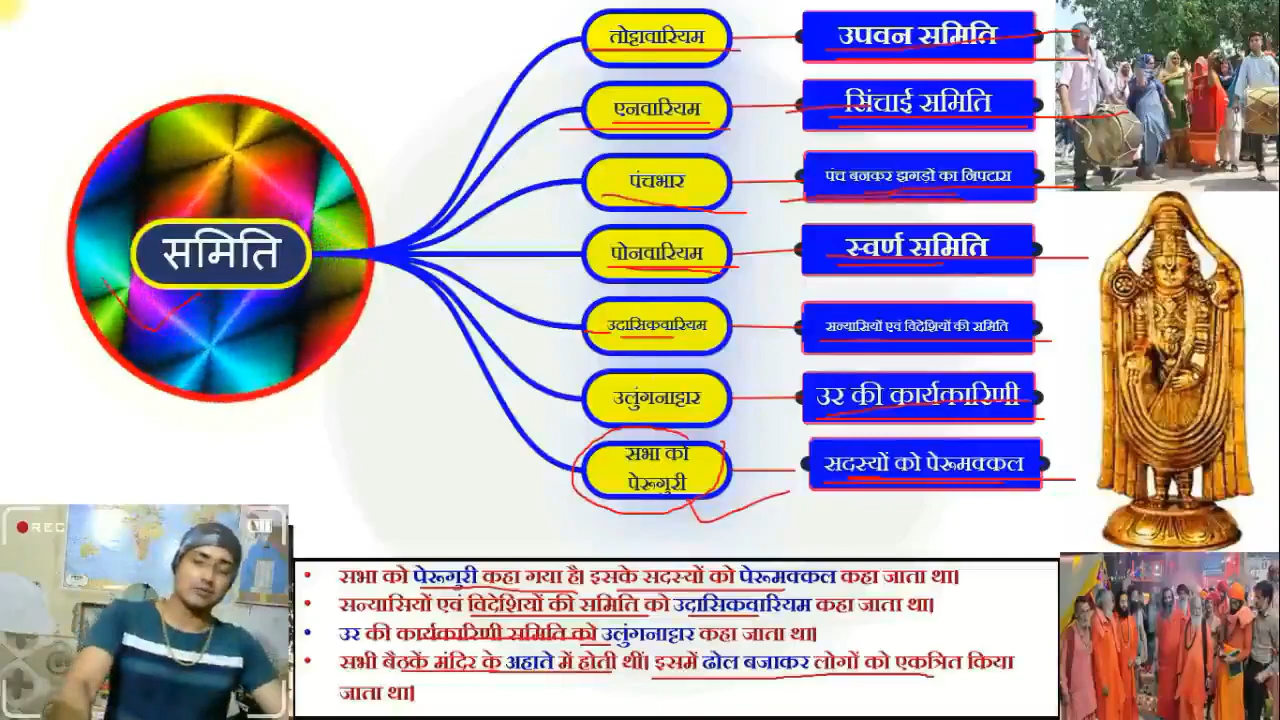 समिति
तोट्टावारियम
उपवन समिति
एनवारियम
सिंचाई समिति
पंचभार
पंच बनकर झगड़ों का निपटारा
पोनवारियम
स्वर्ण समिति
उदासिकवारियम
सन्यासियों एवं विदेशियों की समिति
उलुंगनाट्टार
उर की कार्यकारिणी
सभा को
पेरूगुरी
सदस्यों को पेरूमक्कल
REC
• सभा को पेरूगुरी कहा गया है। इसके सदस्यों को पेरूमक्कल कहा जाता था।
• सन्यासियों एवं विदेशियों की समिति को उदासिकवारियम कहा जाता था।
• उर की कार्यकारिणी समिति को उलुंगनाट्टार कहा जाता था।
• सभी बैठकें मंदिर के अहाते में होती थीं। इसमें ढोल बजाकर लोगों को एकत्रित किया
जाता था।